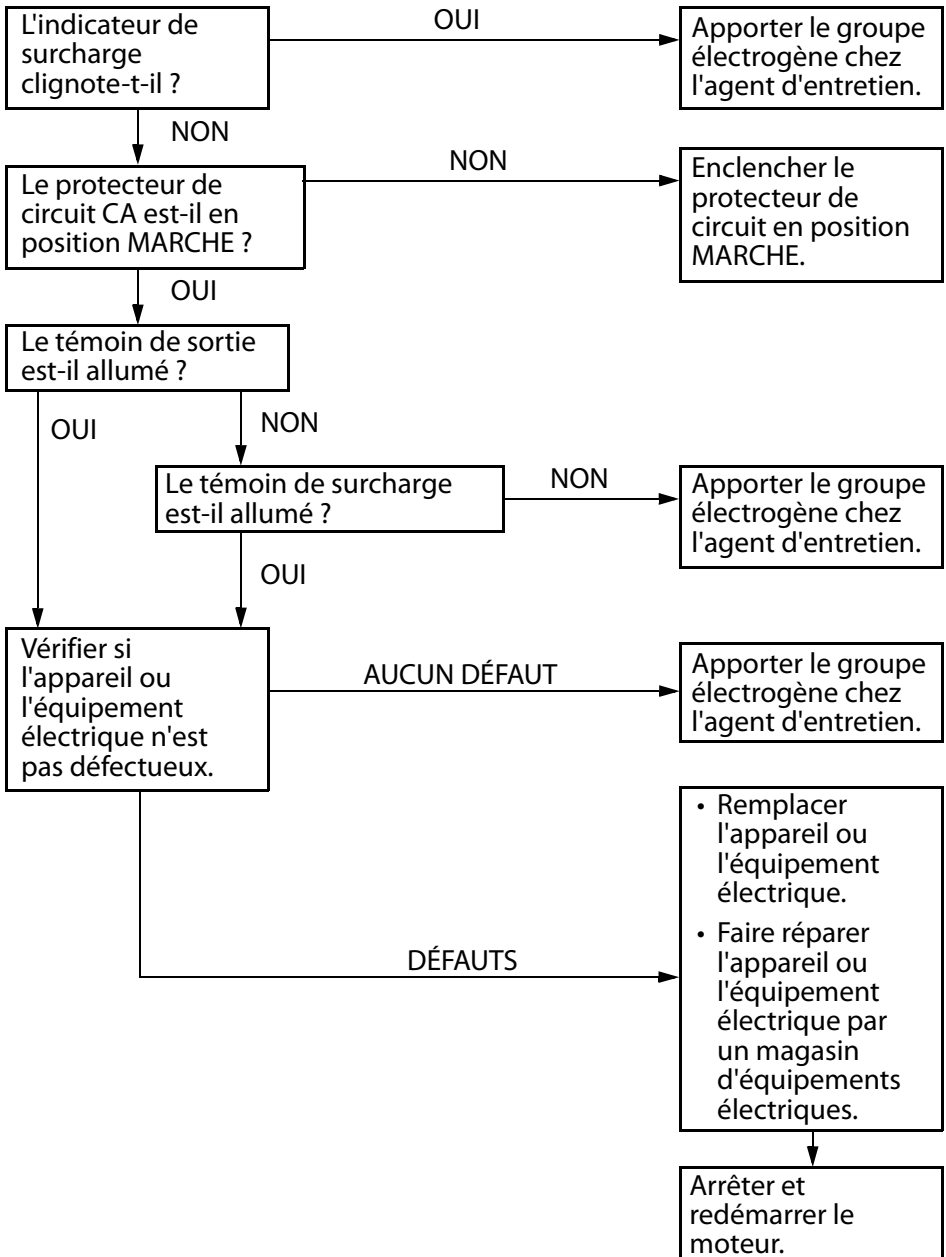 L'indicateur de
surcharge
clignote-t-il ?
OUI
Apporter le groupe
électrogène chez
l'agent d'entretien.
NON
Le protecteur de
circuit CA est-il en
position MARCHE ?
NON
Enclencher le
protecteur de
circuit en position
MARCHE.
OUI
Le témoin de sortie
est-il allumé ?
OUI
NON
Le témoin de surcharge
est-il allumé ?
NON
Apporter le groupe
électrogène chez
l'agent d'entretien.
OUI
Vérifier si
l'appareil ou
l'équipement
électrique n'est
pas défectueux.
AUCUN DÉFAUT
Apporter le groupe
électrogène chez
l'agent d'entretien.
DÉFAUTS
• Remplacer
l'appareil ou
l'équipement
électrique.
• Faire réparer
l'appareil ou
l'équipement
électrique par
un magasin
d'équipements
électriques.
Arrêter et
redémarrer le
moteur.